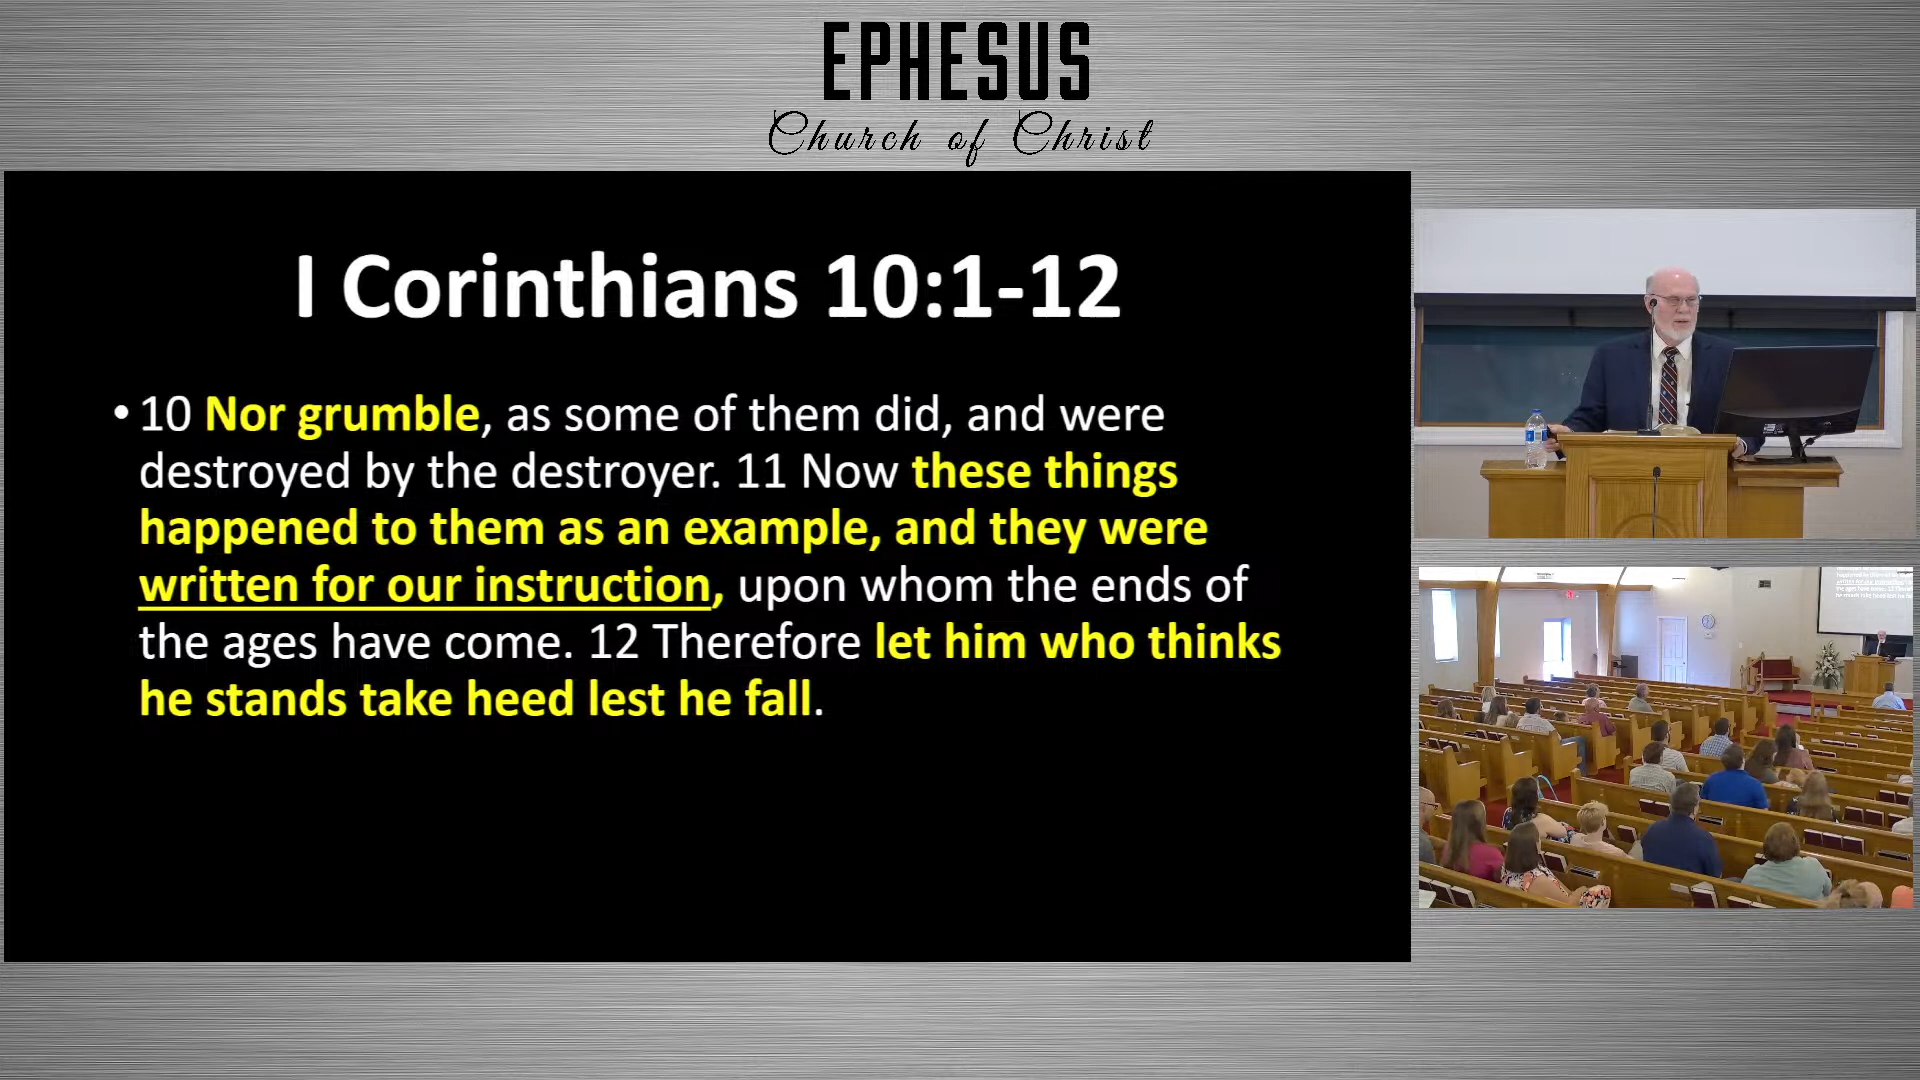 EPHESUS
Church of Christ
I Corinthians 10:1-12
• 10 Nor grumble, as some of them did, and were
destroyed by the destroyer. 11 Now these things
happened to them as an example, and they were
written for our instruction, upon whom the ends of
the ages have come. 12 Therefore let him who thinks
he stands take heed lest he fall.